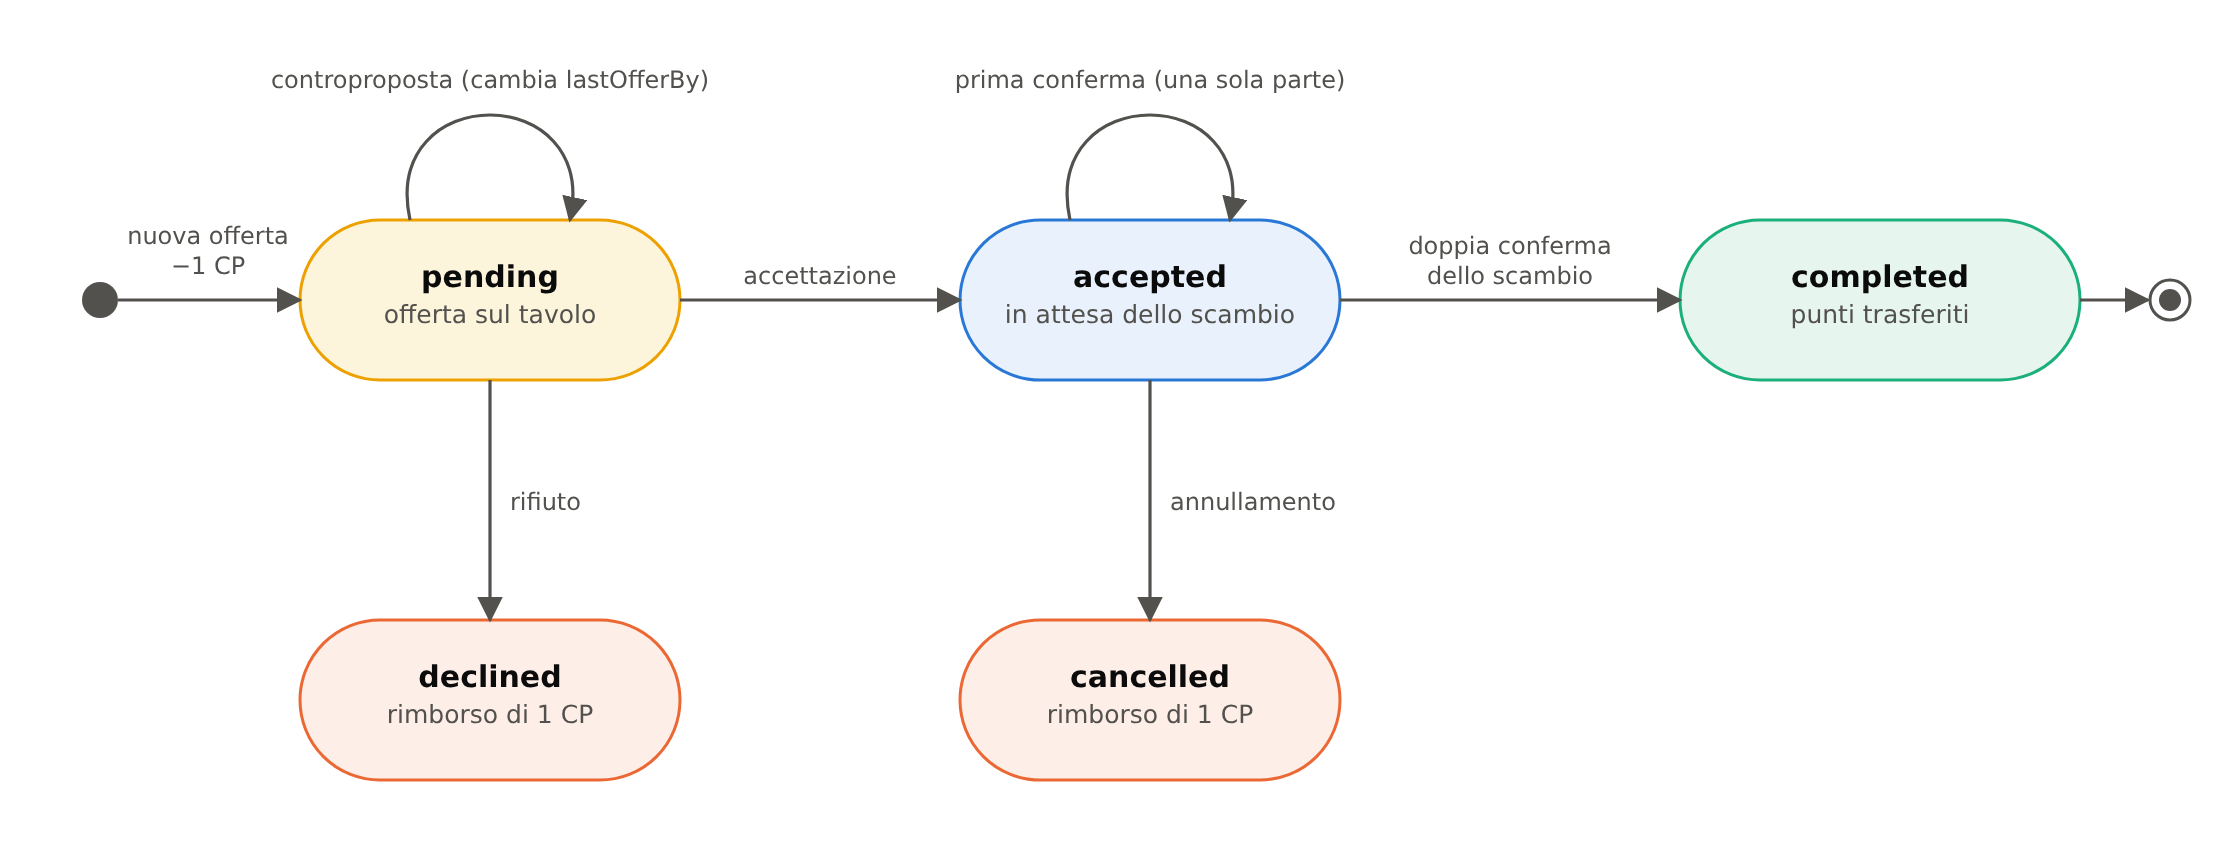 controproposta (cambia lastOfferBy)
prima conferma (una sola parte)
nuova offerta
−1 CP
pending
offerta sul tavolo
accettazione
accepted
in attesa dello scambio
doppia conferma
dello scambio
completed
punti trasferiti
rifiuto
annullamento
declined
rimborso di 1 CP
cancelled
rimborso di 1 CP